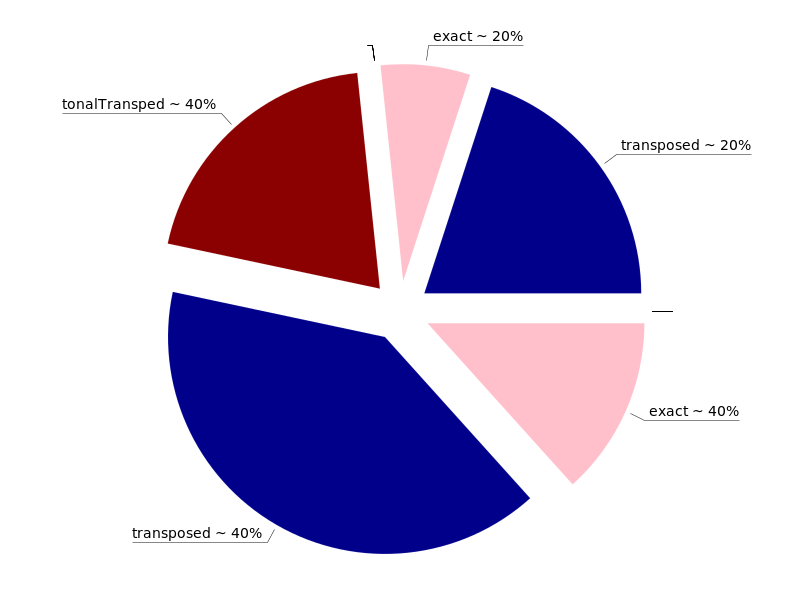 exact ~ 20%
tonalTransped ~ 40%
transposed ~ 20%
exact ~ 40%
transposed ~ 40%